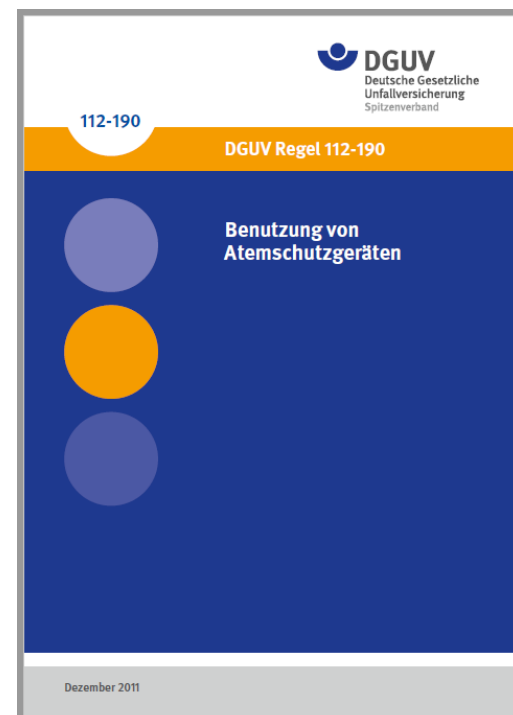 DGUV
Deutsche Gesetzliche
Unfallversicherung
Spitzenverband
112-190
DGUV Regel 112-190
Benutzung von
Atemschutzgeräten
Dezember 2011